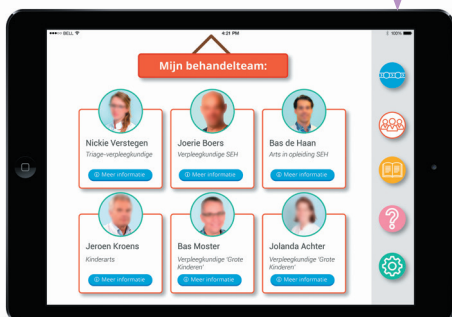 BELL 4:21 PM 100%
Mijn behandelteam:
Nickie Verstegen
Triage-verpleegkundige
Meer informatie
Joerie Boers
Verpleegkundige SEH
Meer informatie
Bas de Haan
Arts in opleiding SEH
Meer informatie
Jeroen Kroens
Kinderarts
Meer informatie
Bas Moster
Verpleegkundige 'Grote
Kinderen'
Meer informatie
Jolanda Achter
Verpleegkundige 'Grote
Kinderen'
Meer informatie
?